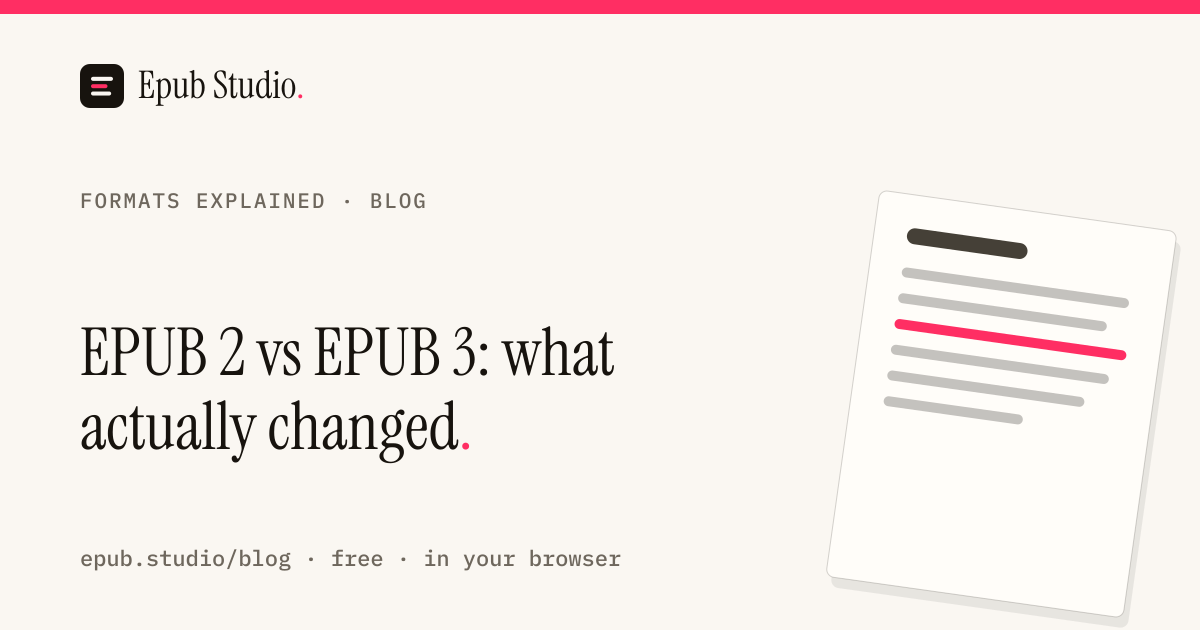 Epub Studio.
FORMATS EXPLAINED · BLOG
EPUB 2 vs EPUB 3: what
actually changed.
epub.studio/blog · free · in your browser